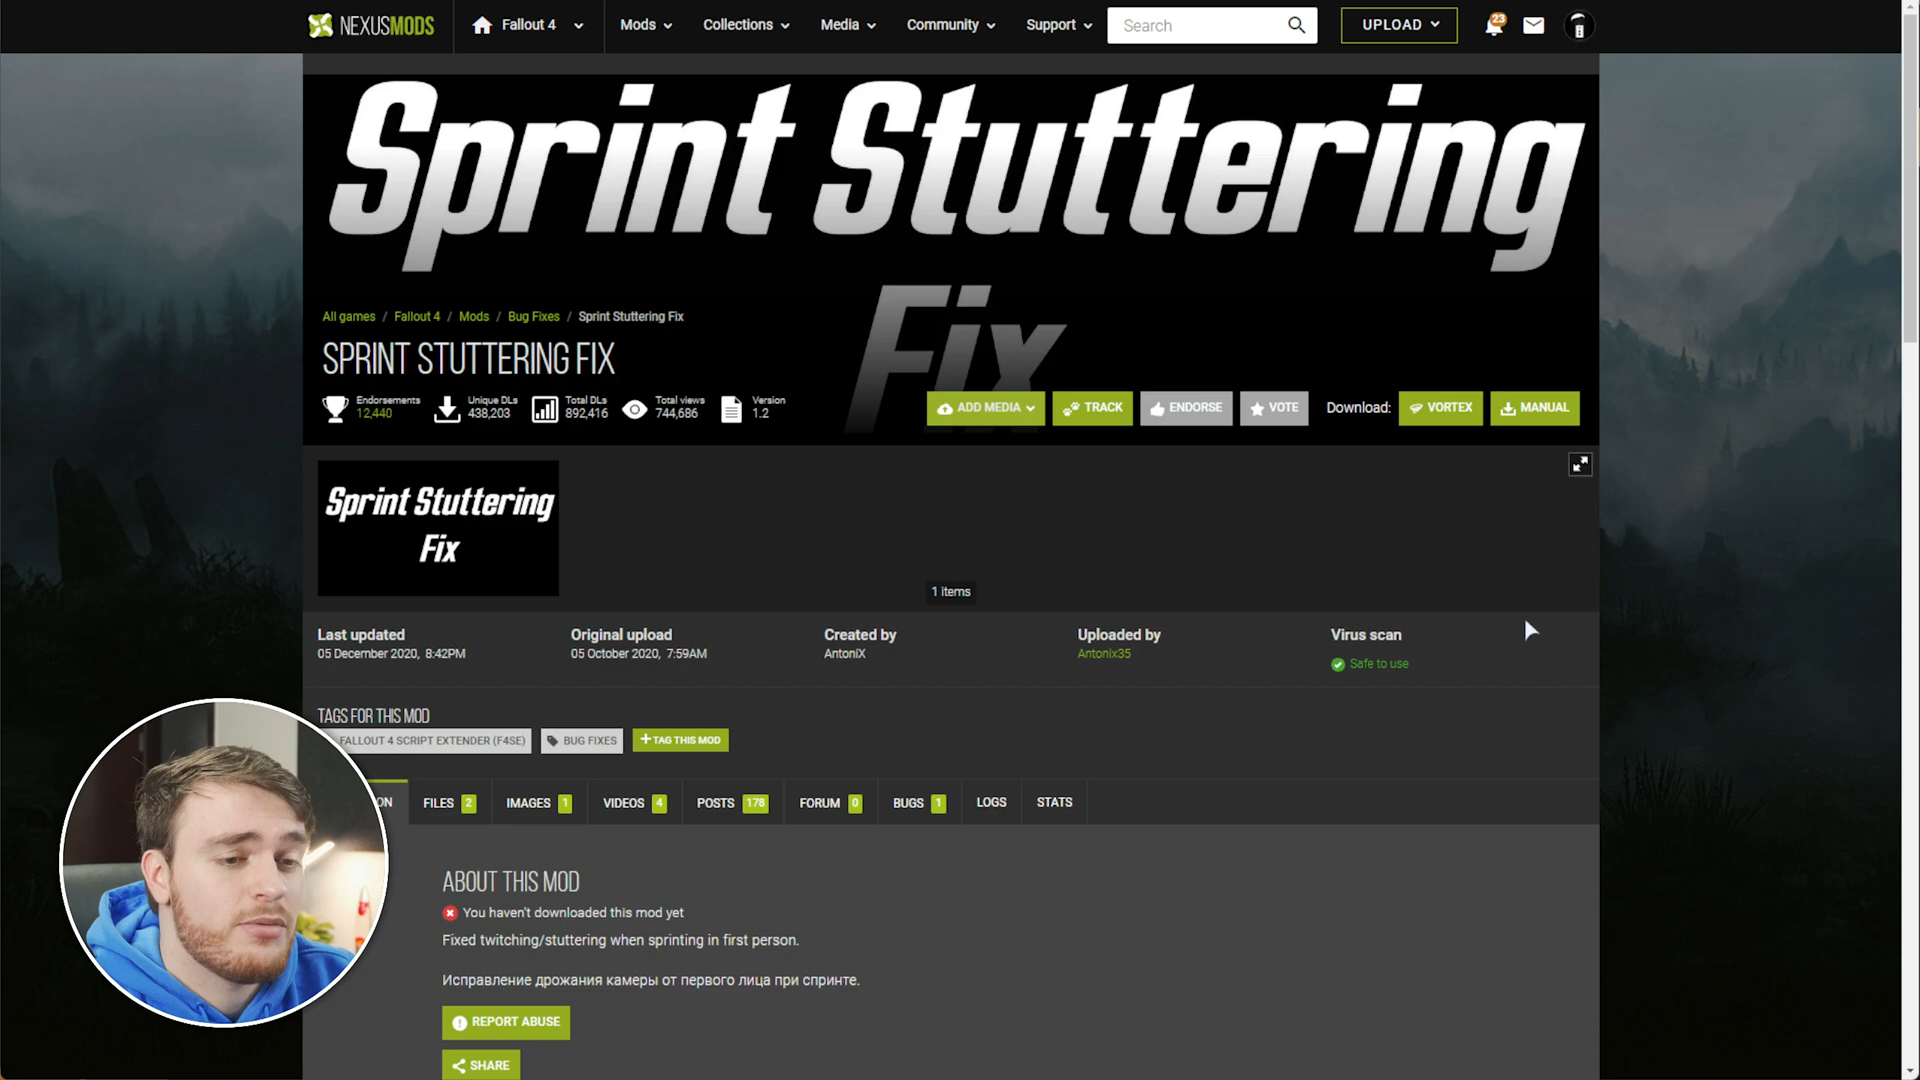 NEXUSMODS
Fallout 4
Mods
Collections
Media
Community
Support
Search
UPLOAD
23
Sprint Stuttering
Fix
All games / Fallout 4 / Mods / Bug Fixes / Sprint Stuttering Fix
SPRINT STUTTERING FIX
Endorsements
12,440
Unique DLs
438,203
Total DLs
892,416
Total views
744,686
Version
1.2
ADD MEDIA
TRACK
ENDORSE
VOTE
Download:
VORTEX
MANUAL
Sprint Stuttering
Fix
1 items
Last updated
05 December 2020, 8:42PM
Original upload
05 October 2020, 7:59AM
Created by
AntoniX
Uploaded by
Antonix35
Virus scan
Safe to use
TAGS FOR THIS MOD
FALLOUT 4 SCRIPT EXTENDER (F4SE)
BUG FIXES
+TAG THIS MOD
ON
FILES 2
IMAGES 1
VIDEOS 4
POSTS 178
FORUM 0
BUGS 1
LOGS
STATS
ABOUT THIS MOD
You haven't downloaded this mod yet
Fixed twitching/stuttering when sprinting in first person.
Исправление дрожания камеры от первого лица при спринте.
REPORT ABUSE
SHARE